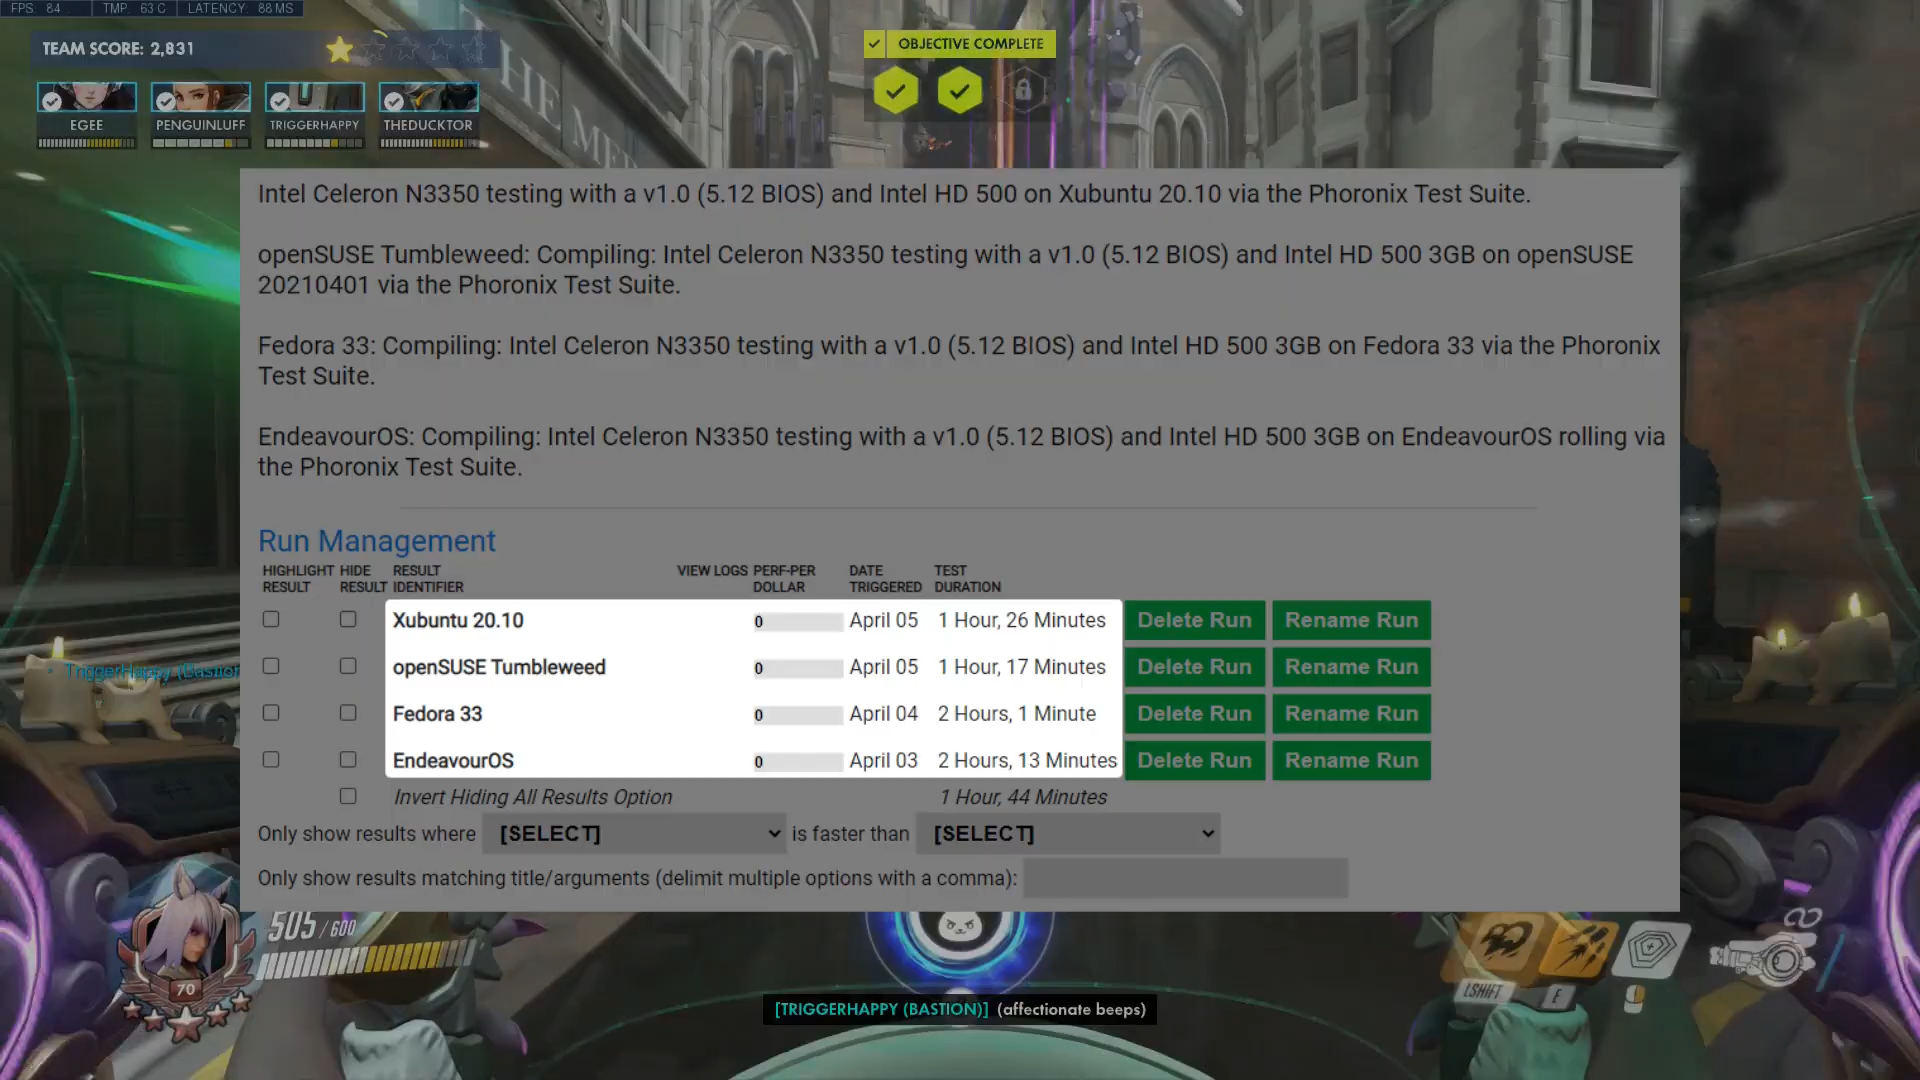 FPS: 84 TMP: 63 C LATENCY: 88 MS
TEAM SCORE: 2,831
OBJECTIVE COMPLETE
EGEE PENGUINLUFF TRIGGERHAPPY THEDUCKTOR
Intel Celeron N3350 testing with a v1.0 (5.12 BIOS) and Intel HD 500 on Xubuntu 20.10 via the Phoronix Test Suite.
openSUSE Tumbleweed: Compiling: Intel Celeron N3350 testing with a v1.0 (5.12 BIOS) and Intel HD 500 3GB on openSUSE
20210401 via the Phoronix Test Suite.
Fedora 33: Compiling: Intel Celeron N3350 testing with a v1.0 (5.12 BIOS) and Intel HD 500 3GB on Fedora 33 via the Phoronix
Test Suite.
EndeavourOS: Compiling: Intel Celeron N3350 testing with a v1.0 (5.12 BIOS) and Intel HD 500 3GB on EndeavourOS rolling via
the Phoronix Test Suite.
Run Management
HIGHLIGHT HIDE RESULT VIEW LOGS PERF-PER DATE TEST
RESULT RESULT IDENTIFIER DOLLAR TRIGGERED DURATION
Xubuntu 20.10 0 April 05 1 Hour, 26 Minutes Delete Run Rename Run
openSUSE Tumbleweed 0 April 05 1 Hour, 17 Minutes Delete Run Rename Run
TriggerHappy (Bastion
Fedora 33 0 April 04 2 Hours, 1 Minute Delete Run Rename Run
EndeavourOS 0 April 03 2 Hours, 13 Minutes Delete Run Rename Run
Invert Hiding All Results Option 1 Hour, 44 Minutes
Only show results where [SELECT] is faster than [SELECT]
Only show results matching title/arguments (delimit multiple options with a comma):
505 / 600
70
LSHIFT F
[TRIGGERHAPPY (BASTION)] (affectionate beeps)